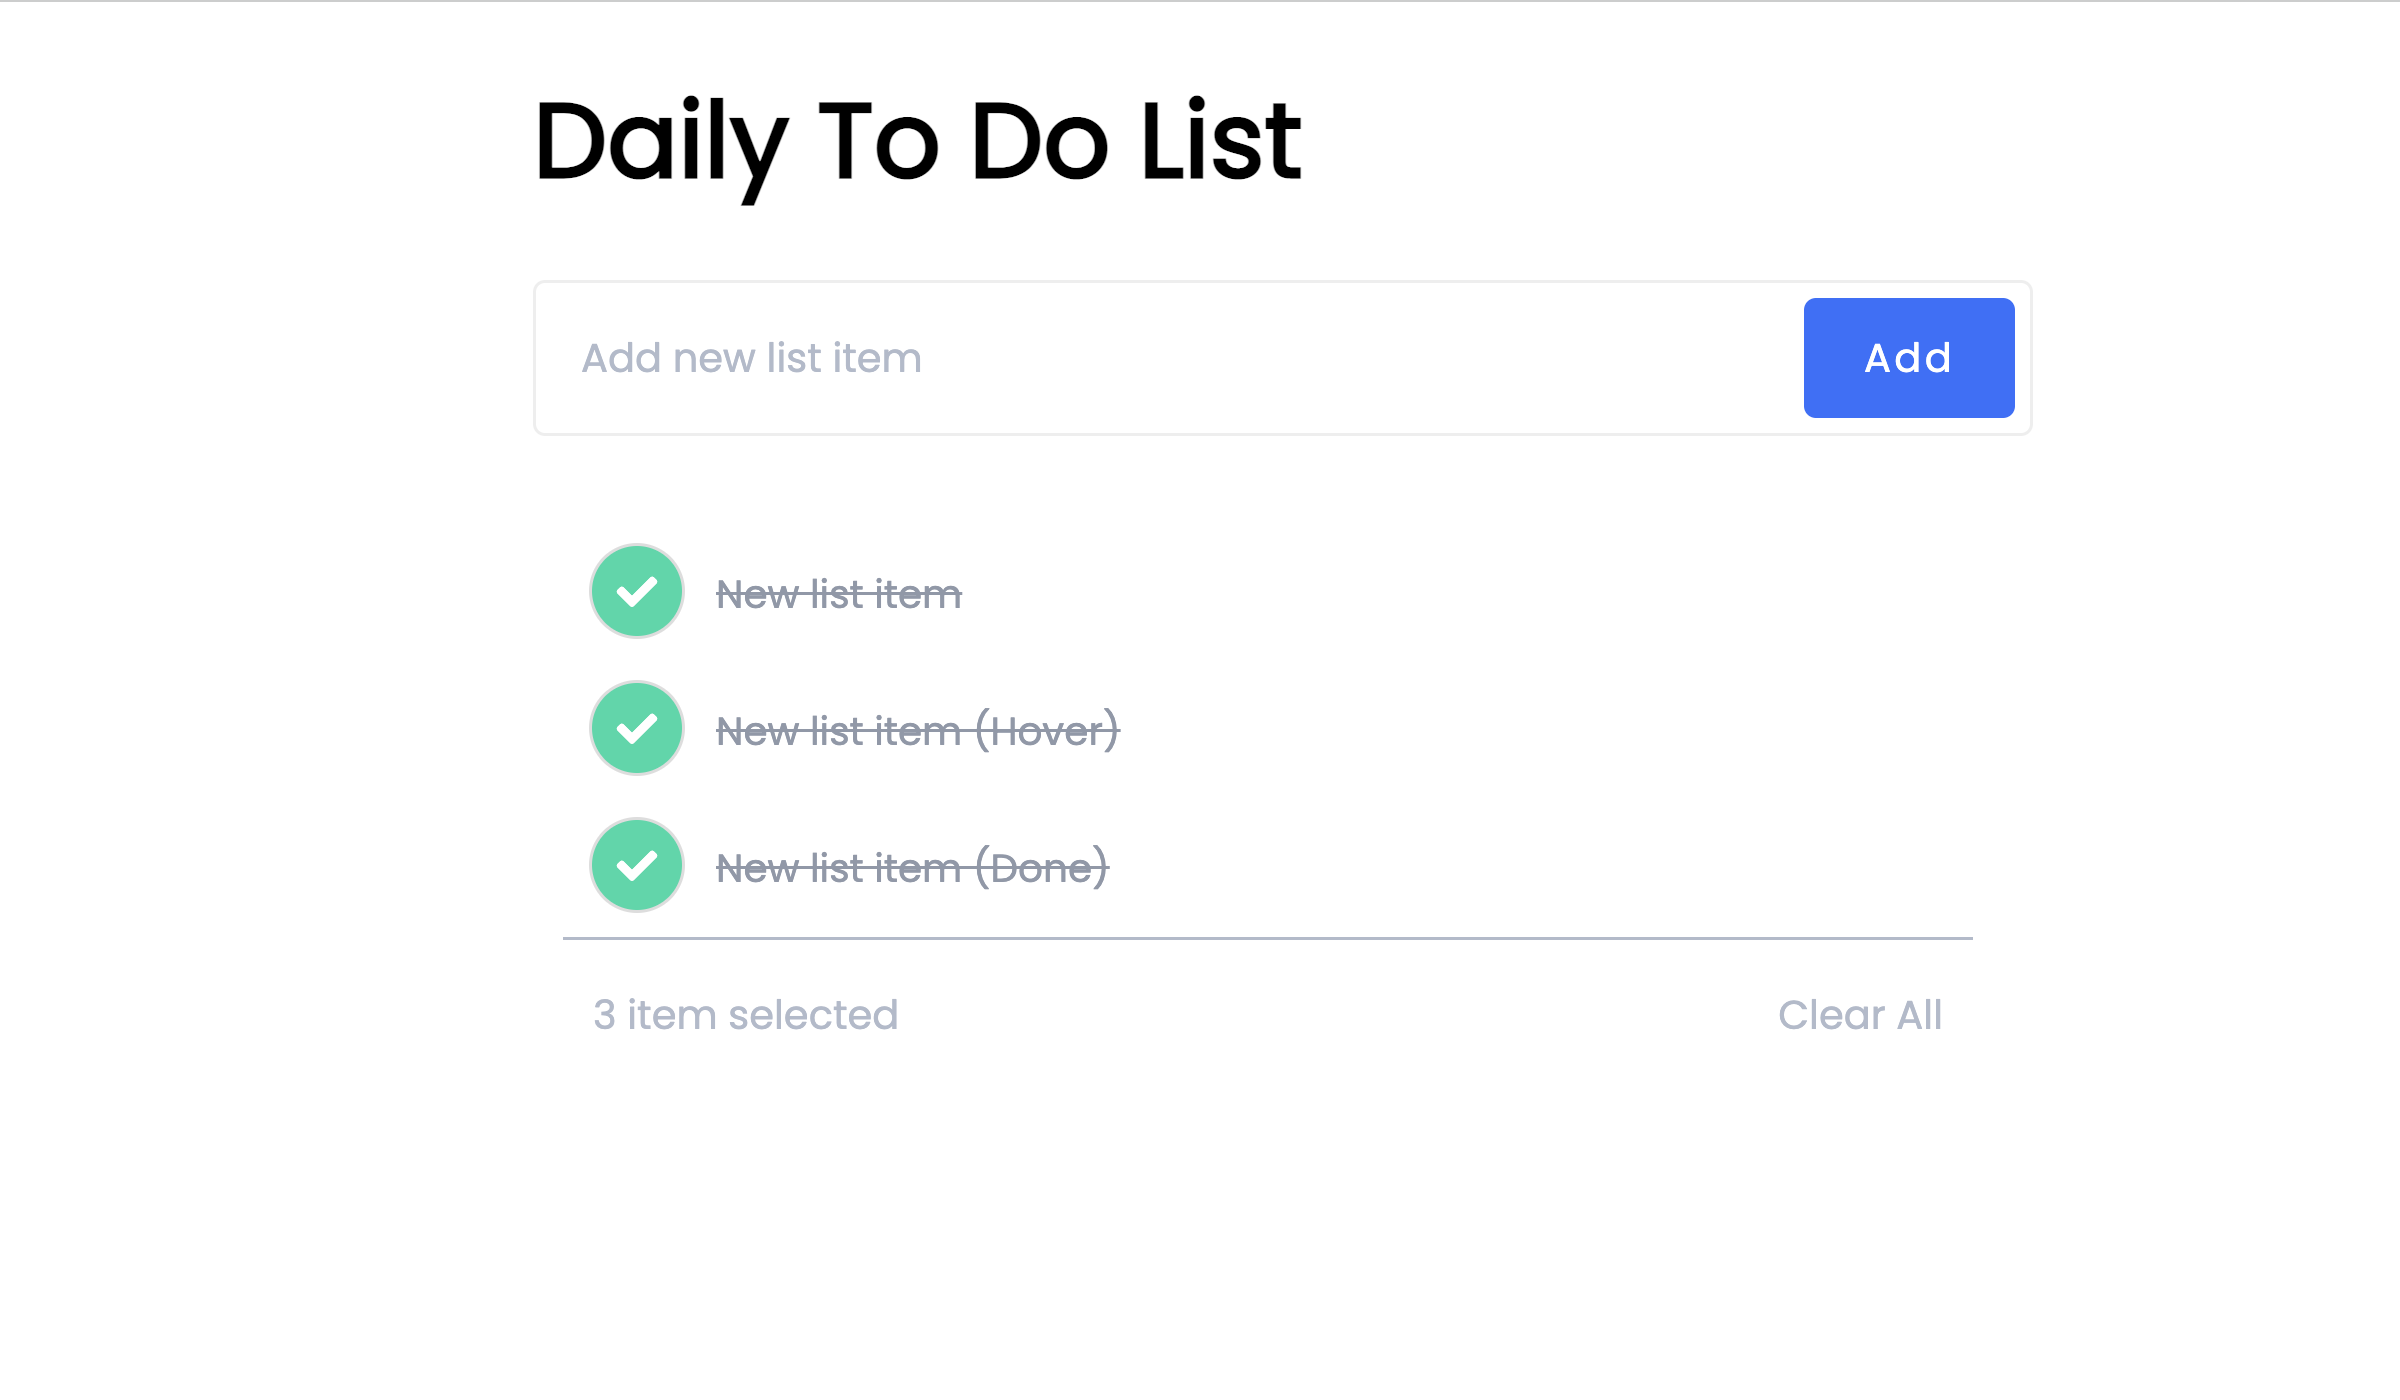 Daily To Do List
Add new list item
Add
New list item
New list item (Hover)
New list item (Done)
3 item selected
Clear All